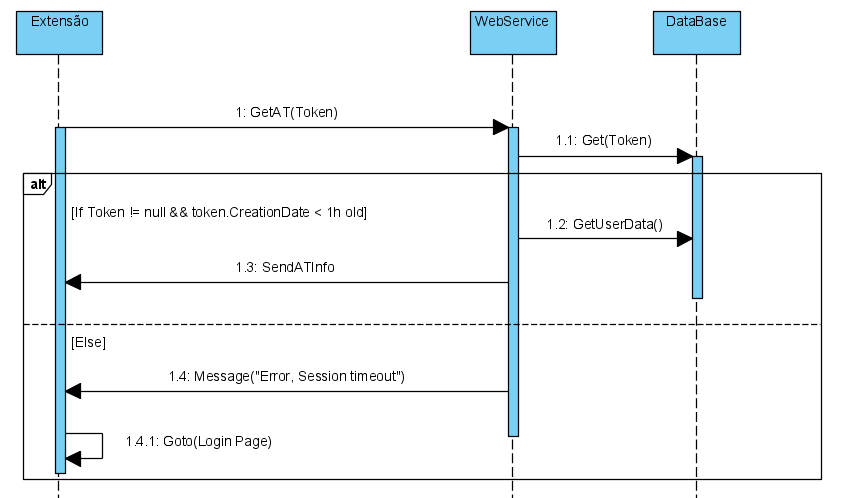 Extensão
WebService
DataBase
1: GetAT(Token)
1.1: Get(Token)
alt
[If Token != null && token.CreationDate < 1h old]
1.2: GetUserData()
1.3: SendATInfo
[Else]
1.4: Message("Error, Session timeout")
1.4.1: Goto(Login Page)